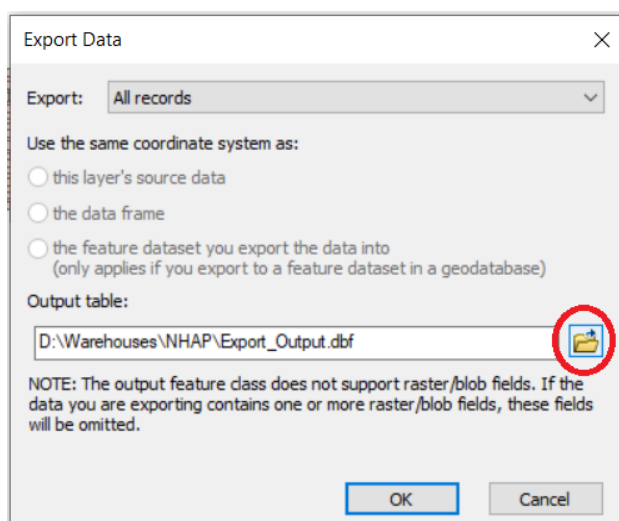 Export Data
Export: All records
Use the same coordinate system as:
this layer's source data
the data frame
the feature dataset you export the data into
(only applies if you export to a feature dataset in a geodatabase)
Output table:
D:\Warehouses\NHAP\Export_Output.dbf
NOTE: The output feature class does not support raster/blob fields. If the
data you are exporting contains one or more raster/blob fields, these fields
will be omitted.
OK Cancel